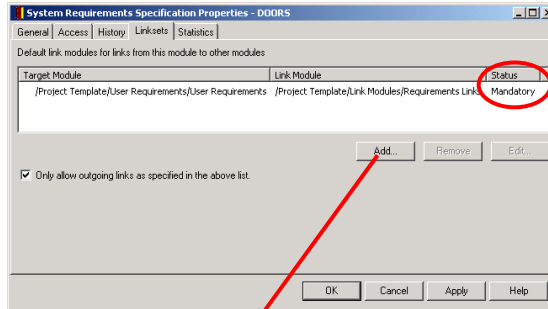 System Requirements Specification Properties - DOORS
General Access History Linksets Statistics
Default link modules for links from this module to other modules
Target Module Link Module Status
/Project Template/User Requirements/User Requirements /Project Template/Link Modules/Requirements Links Mandatory
Add... Remove Edit...
Only allow outgoing links as specified in the above list.
OK Cancel Apply Help